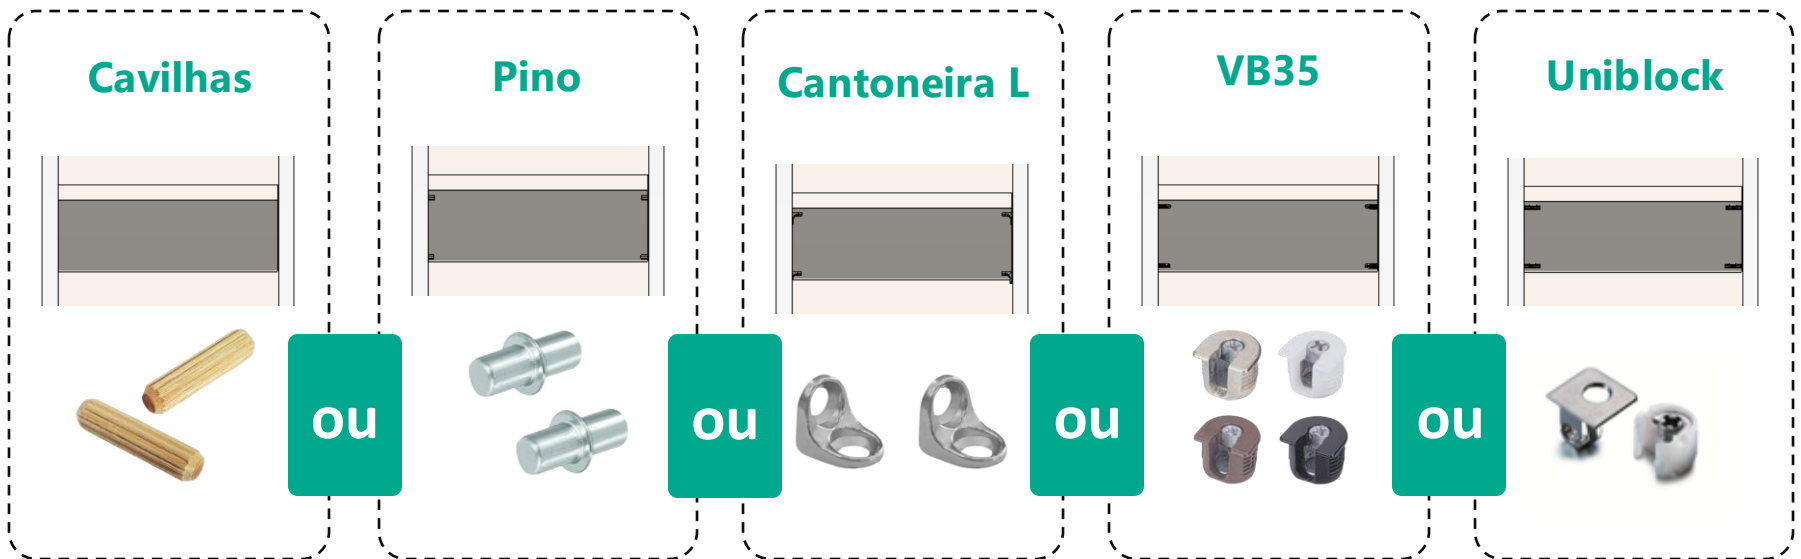 Cavilhas
Pino
Cantoneira L
VB35
Uniblock
ou
ou
ou
ou